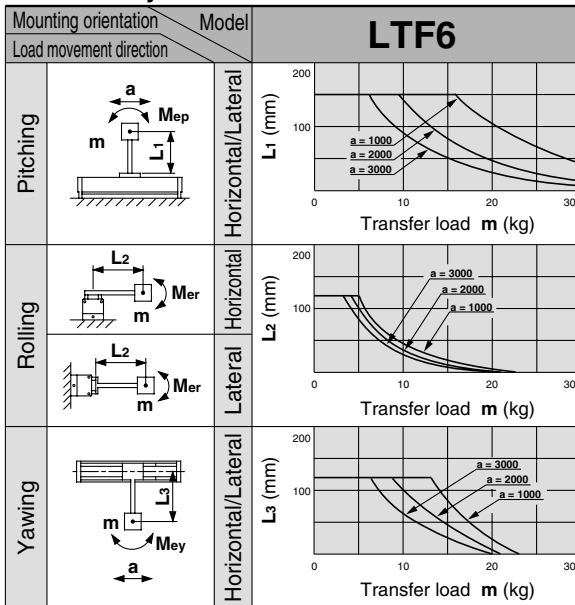 Mounting orientation
Model
Load movement direction
LTF6
Pitching
a
Mep
m
L1
Horizontal/Lateral
L1 (mm)
200
100
a = 1000
a = 2000
a = 3000
0 10 20 30
Transfer load m (kg)
Rolling
L2
Mer
m
Horizontal
L2
Mer
m
Lateral
L2 (mm)
200
100
a = 3000
a = 2000
a = 1000
0 10 20 30
Transfer load m (kg)
Yawing
L3
m
Mey
a
Horizontal/Lateral
L3 (mm)
200
100
a = 3000
a = 2000
a = 1000
0 10 20 30
Transfer load m (kg)